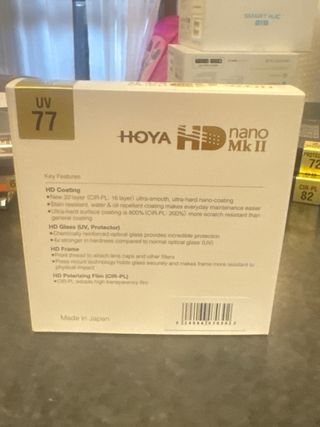 SMART
UV
77
HOYA HD nano
Mk II
Key Features
HD Coating
•New 32 layer (CIR-PL: 16 layer) ultra-smooth, ultra-hard nano-coating
•Stain resistant, water & oil repellent coating makes everyday maintenance easier
•Ultra-hard surface coating is 800% (CIR-PL: 200%) more scratch resistant than
general coating
HD Glass (UV, Protector)
•Chemically reinforced optical glass provides incredible protection
•4x stronger in hardness compared to normal optical glass (UV)
HD Frame
•Front thread to attach lens caps and other filters
•Press mount technology holds glass securely and makes frame more resistant to
physical impact
HD Polarizing Film (CIR-PL)
•CIR-PL adopts high transparency film
Made in Japan
72
CIR-PL
82